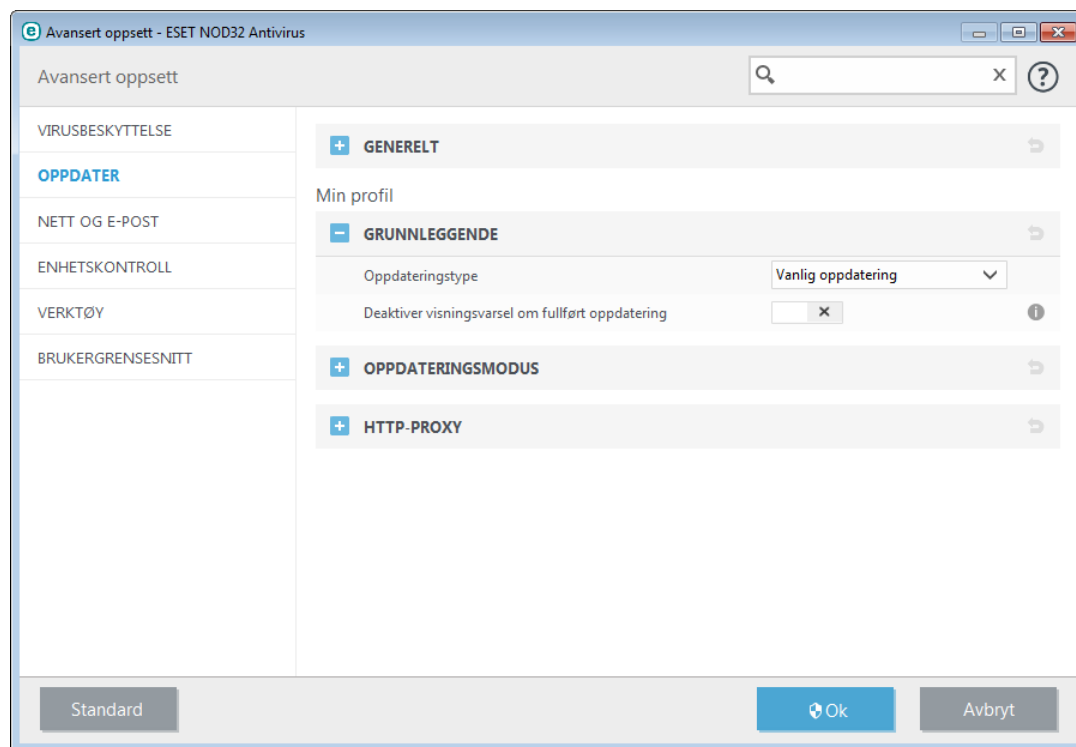 Avansert oppsett - ESET NOD32 Antivirus
Avansert oppsett
VIRUSBESKYTTELSE
OPPDATER
NETT OG E-POST
ENHETSKONTROLL
VERKTØY
BRUKERGRENSESNITT
GENERELT
Min profil
GRUNNLEGGENDE
Oppdateringstype
Vanlig oppdatering
Deaktiver visningsvarsel om fullført oppdatering
OPPDATERINGSMODUS
HTTP-PROXY
Standard
Ok
Avbryt